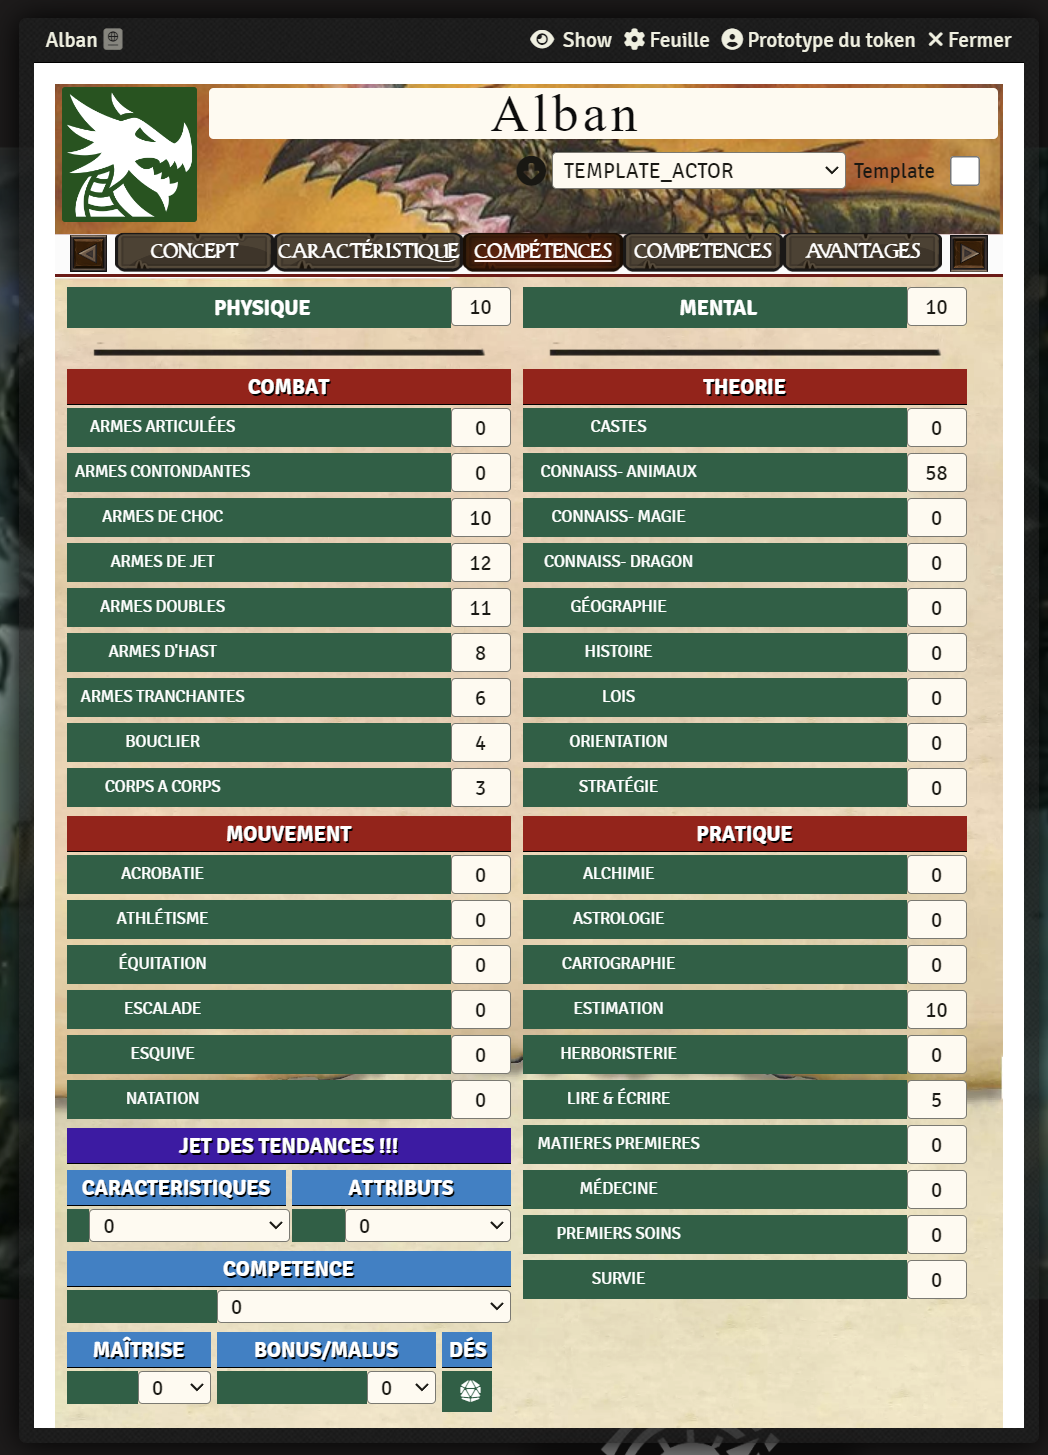 Alban Show Feuille Prototype du token Fermer
Alban
TEMPLATE_ACTOR Template
CONCEPT CARACTÉRISTIQUE COMPÉTENCES COMPETENCES AVANTAGES
PHYSIQUE 10
MENTAL 10
COMBAT
ARMES ARTICULÉES 0
ARMES CONTONDANTES 0
ARMES DE CHOC 10
ARMES DE JET 12
ARMES DOUBLES 11
ARMES D'HAST 8
ARMES TRANCHANTES 6
BOUCLIER 4
CORPS A CORPS 3
MOUVEMENT
ACROBATIE 0
ATHLÉTISME 0
ÉQUITATION 0
ESCALADE 0
ESQUIVE 0
NATATION 0
JET DES TENDANCES !!!
CARACTERISTIQUES ATTRIBUTS
0 0
COMPETENCE
0
MAÎTRISE BONUS/MALUS DÉS
0 0
THEORIE
CASTES 0
CONNAISS- ANIMAUX 58
CONNAISS- MAGIE 0
CONNAISS- DRAGON 0
GÉOGRAPHIE 0
HISTOIRE 0
LOIS 0
ORIENTATION 0
STRATÉGIE 0
PRATIQUE
ALCHIMIE 0
ASTROLOGIE 0
CARTOGRAPHIE 0
ESTIMATION 10
HERBORISTERIE 0
LIRE & ÉCRIRE 5
MATIERES PREMIERES 0
MÉDECINE 0
PREMIERS SOINS 0
SURVIE 0